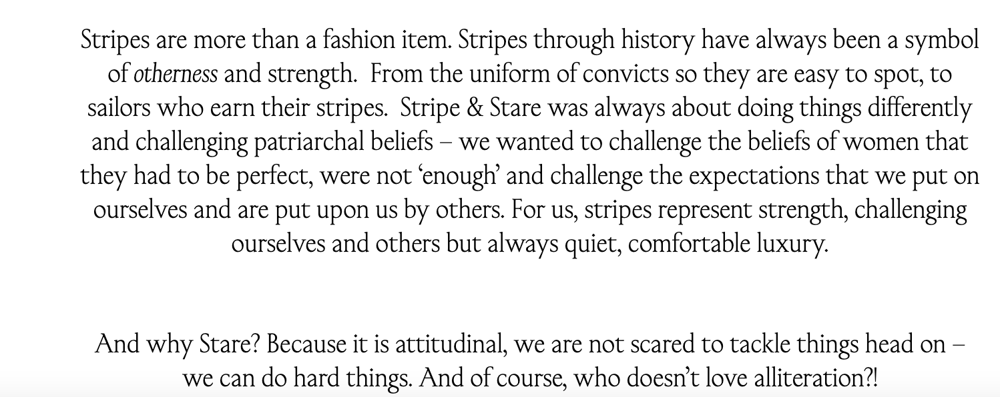 Stripes are more than a fashion item. Stripes through history have always been a symbol
of otherness and strength.  From the uniform of convicts so they are easy to spot, to
sailors who earn their stripes.  Stripe & Stare was always about doing things differently
and challenging patriarchal beliefs – we wanted to challenge the beliefs of women that
they had to be perfect, were not ‘enough’ and challenge the expectations that we put on
ourselves and are put upon us by others. For us, stripes represent strength, challenging
ourselves and others but always quiet, comfortable luxury.
And why Stare? Because it is attitudinal, we are not scared to tackle things head on –
we can do hard things. And of course, who doesn’t love alliteration?!